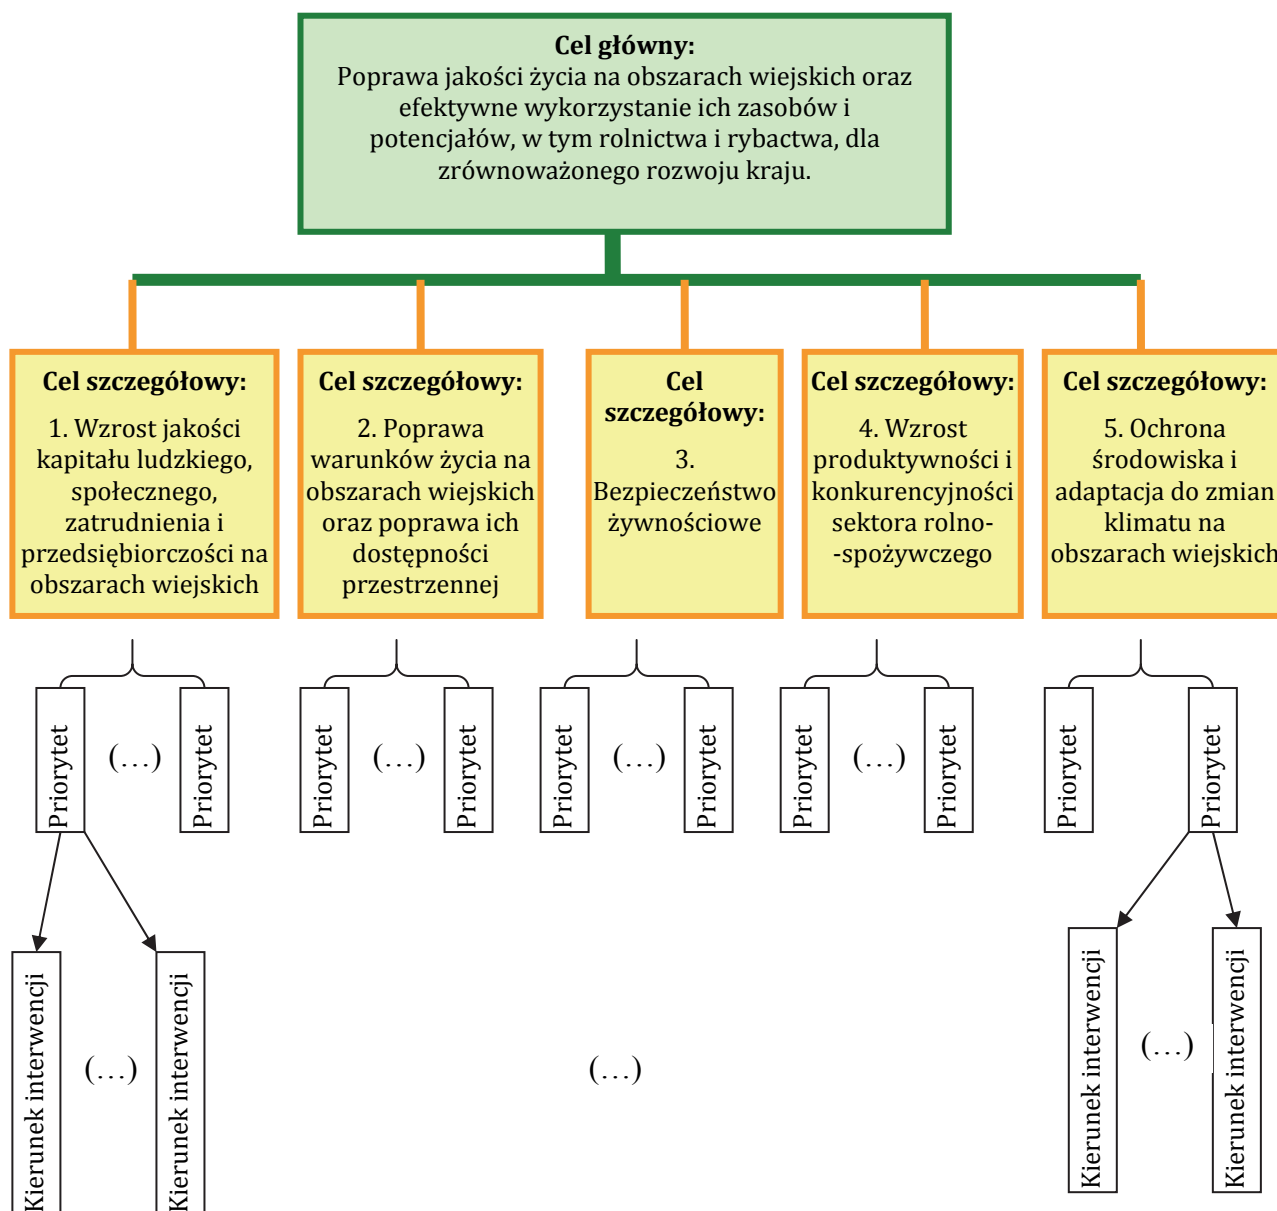 Cel główny:
Poprawa jakości życia na obszarach wiejskich oraz
efektywne wykorzystanie ich zasobów i
potencjałów, w tym rolnictwa i rybactwa, dla
zrównoważonego rozwoju kraju.
Cel szczegółowy:
1. Wzrost jakości
kapitału ludzkiego,
społecznego,
zatrudnienia i
przedsiębiorczości na
obszarach wiejskich
Cel szczegółowy:
2. Poprawa
warunków życia na
obszarach wiejskich
oraz poprawa ich
dostępności
przestrzennej
Cel
szczegółowy:
3.
Bezpieczeństwo
żywnościowe
Cel szczegółowy:
4. Wzrost
produktywności i
konkurencyjności
sektora rolno-
-spożywczego
Cel szczegółowy:
5. Ochrona
środowiska i
adaptacja do zmian
klimatu na
obszarach wiejskich
Priorytet
(...)
Priorytet
Priorytet
(...)
Priorytet
Priorytet
(...)
Priorytet
Priorytet
(...)
Priorytet
Priorytet
Priorytet
Kierunek interwencji
(...)
Kierunek interwencji
(...)
Kierunek interwencji
(...)
Kierunek interwencji